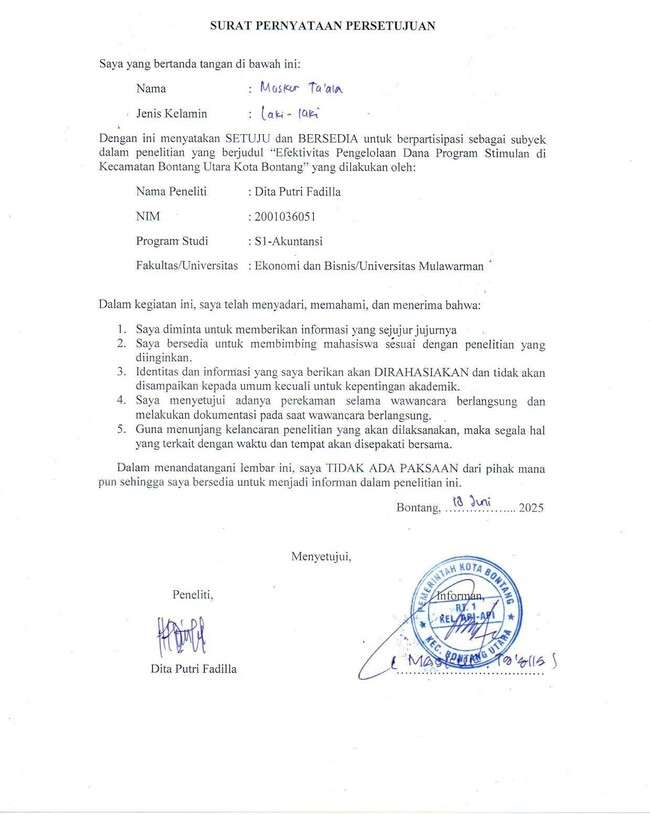 SURAT PERNYATAAN PERSETUJUAN
Saya yang bertanda tangan di bawah ini:
Nama : Maskur Ta'ala
Jenis Kelamin : Laki-laki
Dengan ini menyatakan SETUJU dan BERSEDIA untuk berpartisipasi sebagai subyek
dalam penelitian yang berjudul “Efektivitas Pengelolaan Dana Program Stimulan di
Kecamatan Bontang Utara Kota Bontang” yang dilakukan oleh:
Nama Peneliti : Dita Putri Fadilla
NIM : 2001036051
Program Studi : S1-Akuntansi
Fakultas/Universitas : Ekonomi dan Bisnis/Universitas Mulawarman
Dalam kegiatan ini, saya telah menyadari, memahami, dan menerima bahwa:
1. Saya diminta untuk memberikan informasi yang sejujur jujurnya
2. Saya bersedia untuk membimbing mahasiswa sesuai dengan penelitian yang
diinginkan.
3. Identitas dan informasi yang saya berikan akan DIRAHASIAKAN dan tidak akan
disampaikan kepada umum kecuali untuk kepentingan akademik.
4. Saya menyetujui adanya perekaman selama wawancara berlangsung dan
melakukan dokumentasi pada saat wawancara berlangsung.
5. Guna menunjang kelancaran penelitian yang akan dilaksanakan, maka segala hal
yang terkait dengan waktu dan tempat akan disepakati bersama.
Dalam menandatangani lembar ini, saya TIDAK ADA PAKSAAN dari pihak mana
pun sehingga saya bersedia untuk menjadi informan dalam penelitian ini.
Bontang, 18 Juni 2025
Menyetujui,
Peneliti,
Informan,
PEMERINTAH KOTA BONTANG
RT. 1
KEL. API-API
KEC. BONTANG UTARA
Dita Putri Fadilla